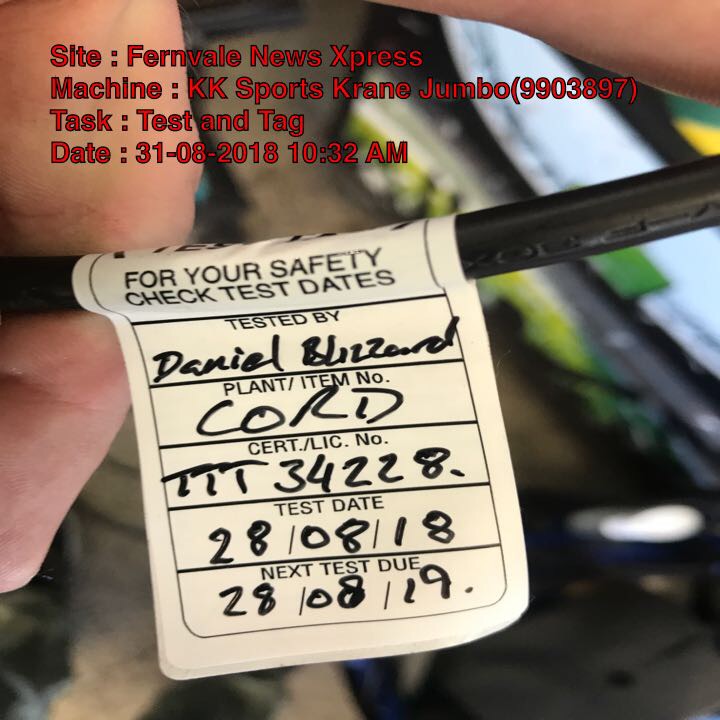 Site : Fernvale News Xpress
Machine : KK Sports Krane Jumbo(9903897)
Task : Test and Tag
Date : 31-08-2018 10:32 AM
FOR YOUR SAFETY
CHECK TEST DATES
TESTED BY
Daniel Blizzard
PLANT/ ITEM No.
CORD
CERT./LIC. No.
TTT 34228.
TEST DATE
28/08/18
NEXT TEST DUE
28/08/19.